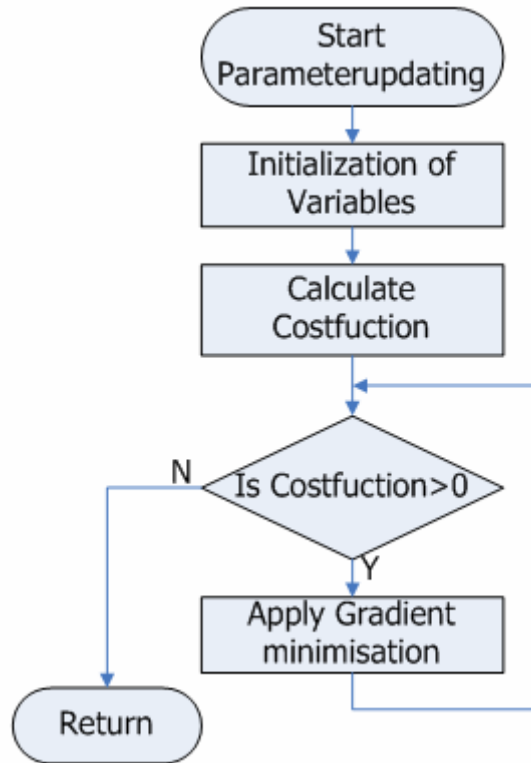 Start
Parameterupdating
Initialization of
Variables
Calculate
Costfuction
N
Is Costfuction>0
Y
Apply Gradient
minimisation
Return